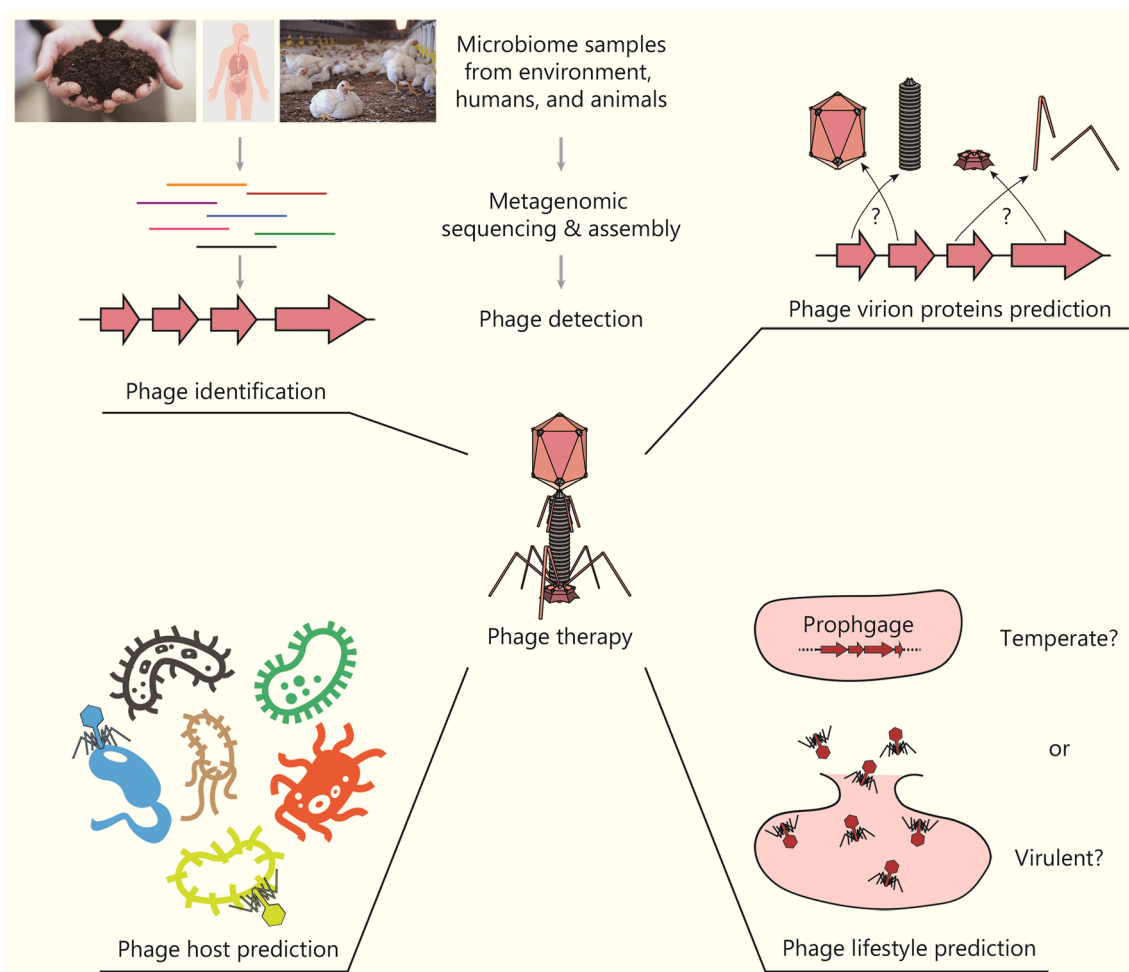 Microbiome samples
from environment,
humans, and animals
Metagenomic
sequencing & assembly
Phage detection
Phage identification
?
?
Phage virion proteins prediction
Phage therapy
Phage host prediction
Prophgage
Temperate?
or
Virulent?
Phage lifestyle prediction